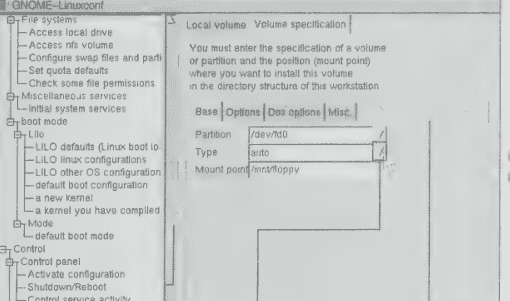 GNOME-Linuxconf
File systems
Access local drive
Access nfs volume
Configure swap files and parti
Set quota defaults
Check some file permissions
Miscellaneous services
Initial system services
boot mode
Lilo
LILO defaults (Linux boot lo
LILO linux configurations
LILO other OS configuration
default boot configuration
a new kernel
a kernel you have compiled
Mode
default boot mode
Control
Control panel
Activate configuration
Shutdown/Reboot
Control service activity
Local volume Volume specification
You must enter the specification of a volume
or partition and the position (mount point)
where you want to install this volume
in the directory structure of this workstation
Base Options Dos options Misc.
Partition /dev/fd0
Type auto
Mount point /mnt/floppy